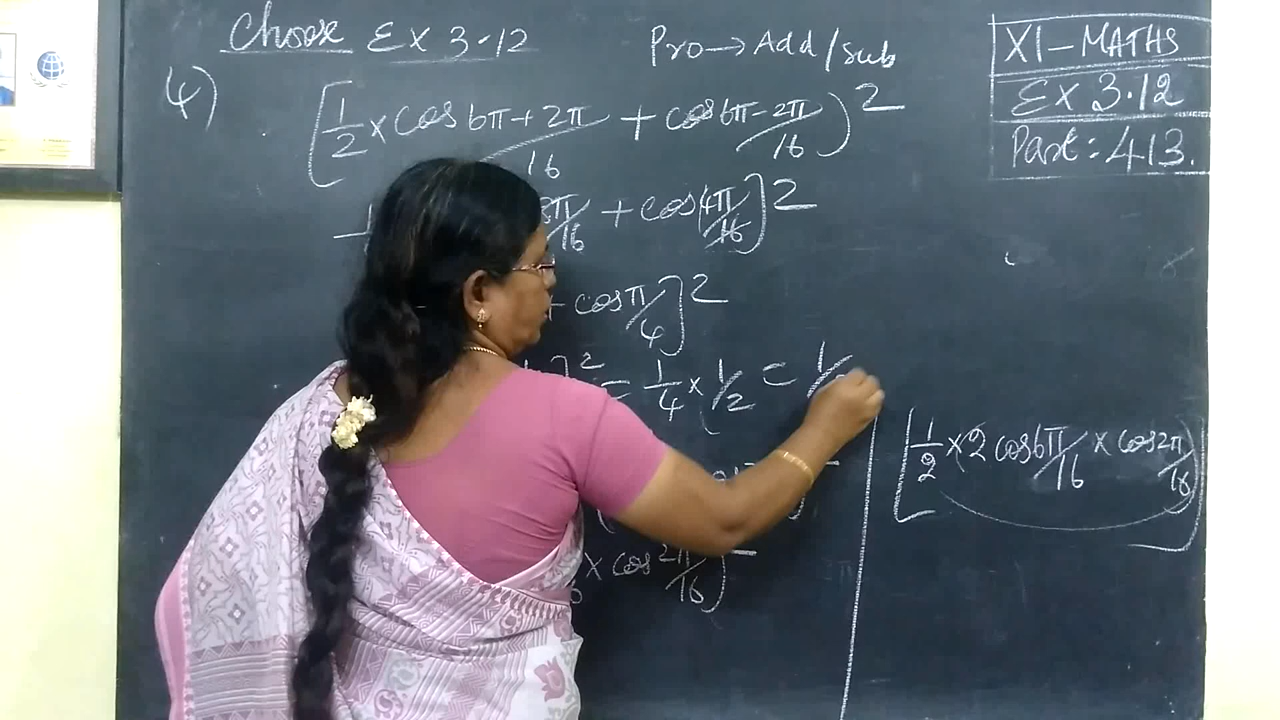 Choose Ex 3.12
Pro → Add/sub
XI-MATHS
Ex 3.12
Part: 413.
4)
[1/2 × cos 6π+2π/16 + cos 6π-2π/16)²
π/16 + cos(4π/16)]²
cos π/4]²
]² = 1/4 × 1/2 = 1/
[1/2 × 2 cos 6π/16 × cos 2π/16]
× cos 2π/16)